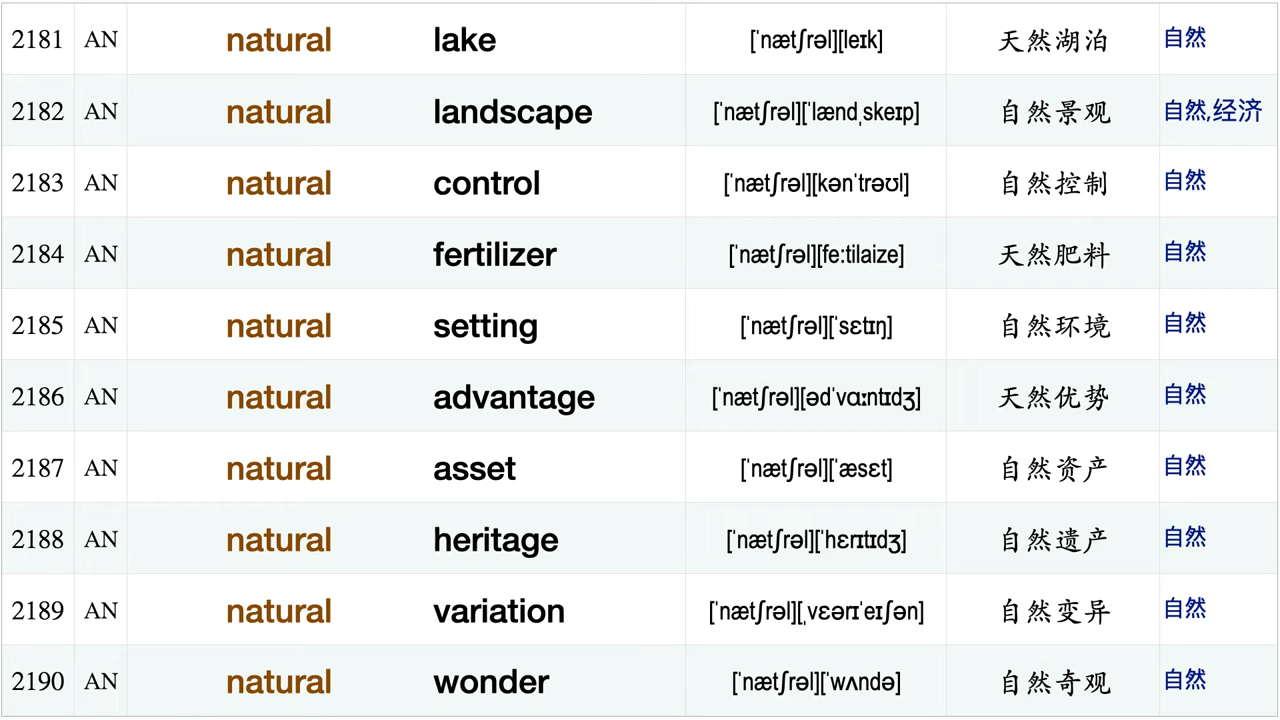 2181 AN natural lake [ˈnætʃrəl][leɪk] 天然湖泊 自然
2182 AN natural landscape [ˈnætʃrəl][ˈlændˌskeɪp] 自然景观 自然,经济
2183 AN natural control [ˈnætʃrəl][kənˈtrəʊl] 自然控制 自然
2184 AN natural fertilizer [ˈnætʃrəl][fe:tilaize] 天然肥料 自然
2185 AN natural setting [ˈnætʃrəl][ˈsɛtɪŋ] 自然环境 自然
2186 AN natural advantage [ˈnætʃrəl][ədˈvɑːntɪdʒ] 天然优势 自然
2187 AN natural asset [ˈnætʃrəl][ˈæsɛt] 自然资产 自然
2188 AN natural heritage [ˈnætʃrəl][ˈhɛrɪtɪdʒ] 自然遗产 自然
2189 AN natural variation [ˈnætʃrəl][ˌvɛərɪˈeɪʃən] 自然变异 自然
2190 AN natural wonder [ˈnætʃrəl][ˈwʌndə] 自然奇观 自然